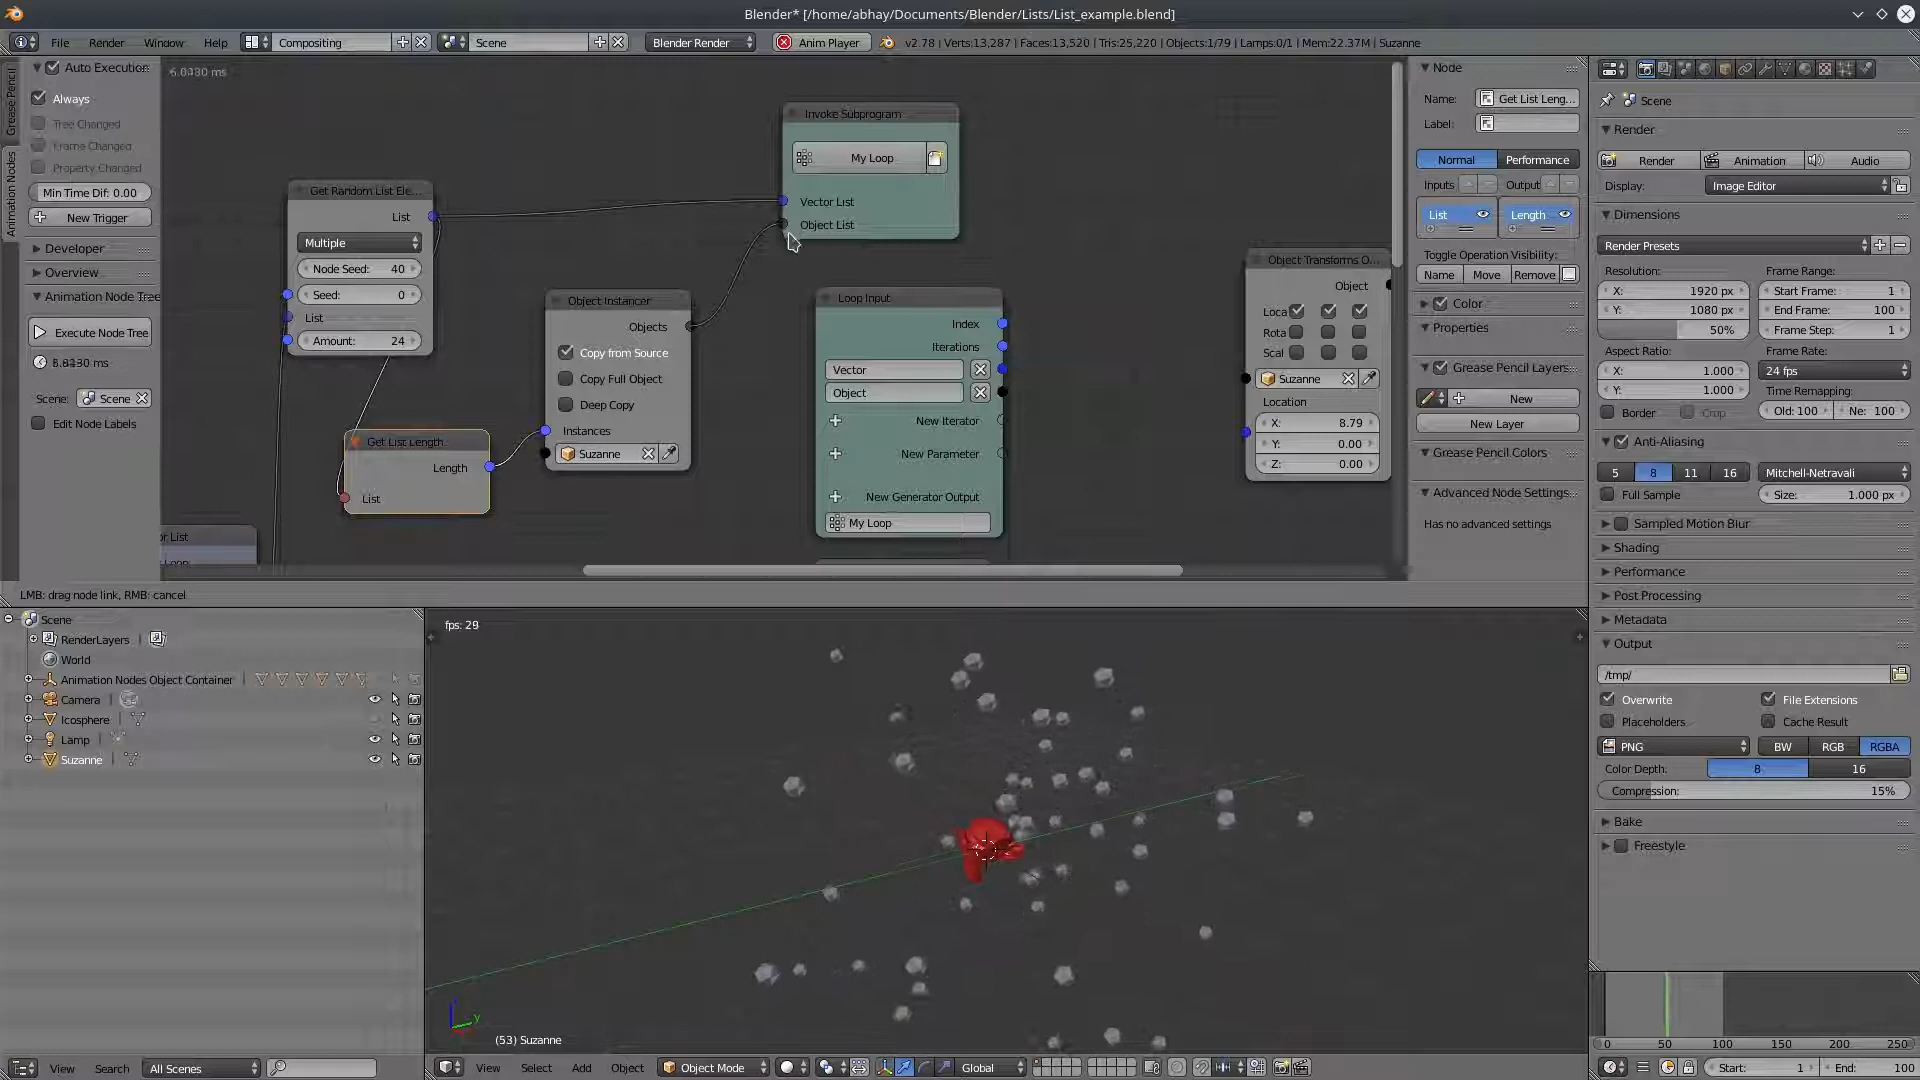 Blender* [/home/abhay/Documents/Blender/Lists/List_example.blend]
File Render Window Help Compositing Scene Blender Render Anim Player v2.78 | Verts:13,287 | Faces:13,520 | Tris:25,220 | Objects:1/79 | Lamps:0/1 | Mem:22.37M | Suzanne
Grease Pencil
Animation Nodes
Auto Execution
Always
Tree Changed
Frame Changed
Property Changed
Min Time Dif: 0.00
New Trigger
Developer
Overview
Animation Node Tree
Execute Node Tree
Scene: Scene
Edit Node Labels
Get Random List Ele...
List
Multiple
Node Seed: 40
Seed: 0
List
Amount: 24
Get List Length
Length
List
Object Instancer
Objects
Copy from Source
Copy Full Object
Deep Copy
Instances
Suzanne
Invoke Subprogram
My Loop
Vector List
Object List
Loop Input
Index
Iterations
Vector
Object
New Iterator
New Parameter
New Generator Output
My Loop
Object Transforms O...
Object
Loca
Rota
Scal
Suzanne
Location
X: 8.79
Y: 0.00
Z: 0.00
Node
Name: Get List Leng...
Label:
Normal Performance
Inputs Output
List Length
Toggle Operation Visibility:
Name Move Remove
Color
Properties
Grease Pencil Layers
New
New Layer
Grease Pencil Colors
Advanced Node Settings
Has no advanced settings
Scene
Render
Render Animation Audio
Display: Image Editor
Dimensions
Render Presets
Resolution: Frame Range:
X: 1920 px Start Frame: 1
Y: 1080 px End Frame: 100
50% Frame Step: 1
Aspect Ratio: Frame Rate:
X: 1.000 24 fps
Y: 1.000 Time Remapping:
Border Crop Old: 100 Ne: 100
Anti-Aliasing
5 8 11 16 Mitchell-Netravali
Full Sample Size: 1.000 px
Sampled Motion Blur
Shading
Performance
Post Processing
Metadata
Output
/tmp/
Overwrite File Extensions
Placeholders Cache Result
PNG BW RGB RGBA
Color Depth: 8 16
Compression: 15%
Bake
Freestyle
LMB: drag node link, RMB: cancel
Scene
RenderLayers
World
Animation Nodes Object Container
Camera
Icosphere
Lamp
Suzanne
fps: 29
y
(53) Suzanne
0 50 100 150 200 250
View Search All Scenes
View Select Add Object Object Mode Global
Start: 1 End: 100